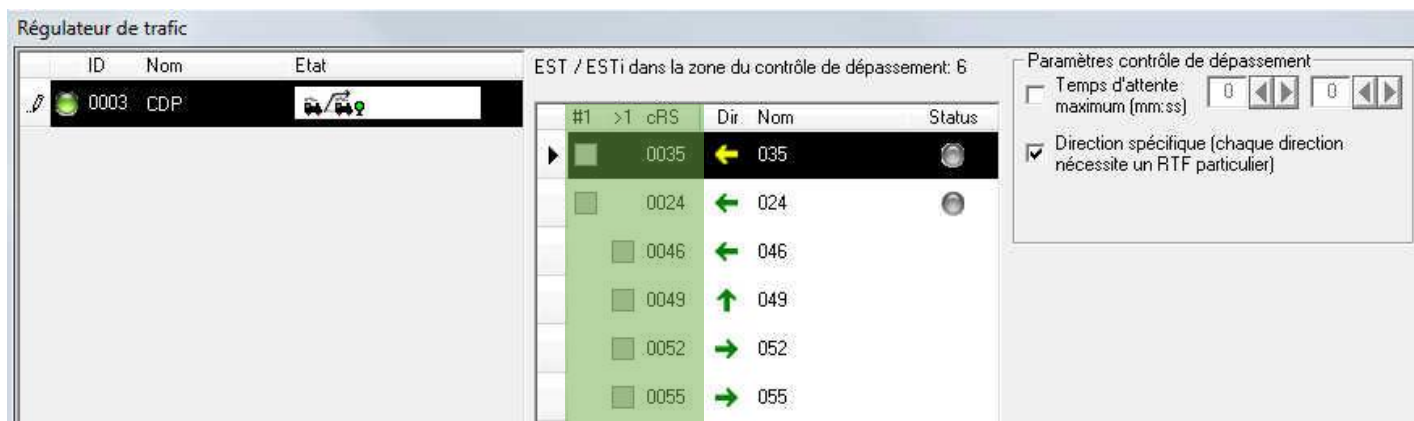 Régulateur de trafic
ID Nom Etat
0003 CDP
EST / ESTi dans la zone du contrôle de dépassement: 6
#1 >1 cRS Dir Nom Status
0035 035
0024 024
0046 046
0049 049
0052 052
0055 055
Paramètres contrôle de dépassement
Temps d'attente
maximum (mm:ss) 0 0
Direction spécifique (chaque direction
nécessite un RTF particulier)